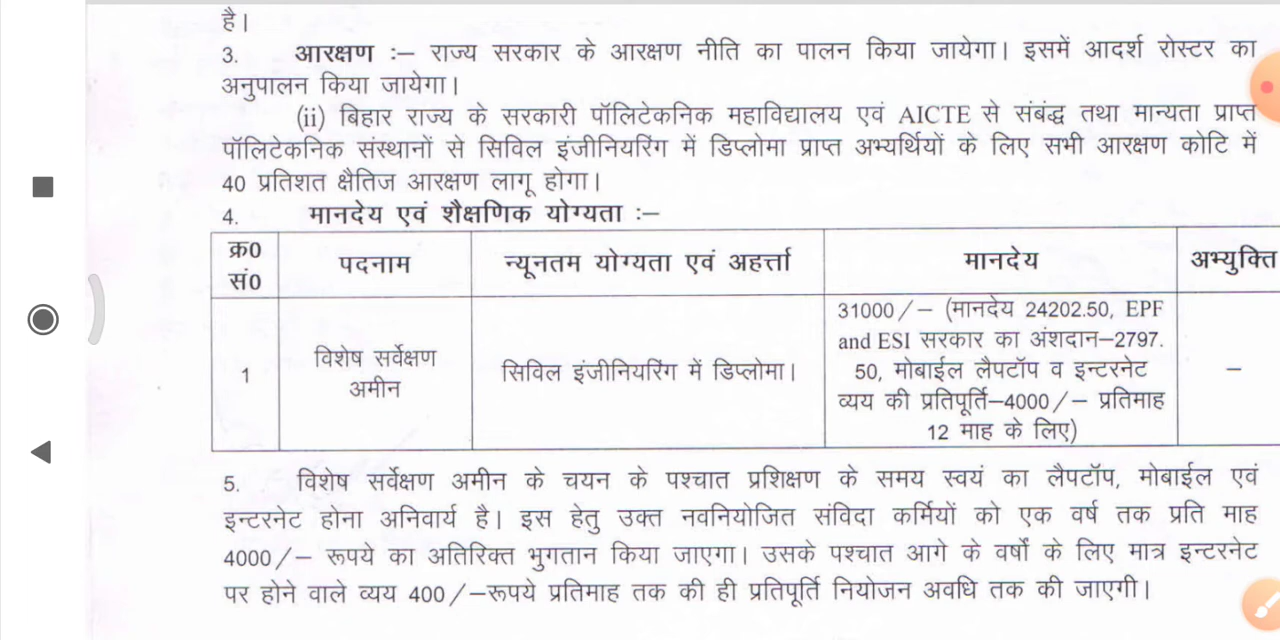 है।
3. आरक्षण :– राज्य सरकार के आरक्षण नीति का पालन किया जायेगा। इसमें आदर्श रोस्टर का
अनुपालन किया जायेगा।
(ii) बिहार राज्य के सरकारी पॉलिटेकनिक महाविद्यालय एवं AICTE से संबंद्ध तथा मान्यता प्राप्त
पॉलिटेकनिक संस्थानों से सिविल इंजीनियरिंग में डिप्लोमा प्राप्त अभ्यर्थियों के लिए सभी आरक्षण कोटि में
40 प्रतिशत क्षैतिज आरक्षण लागू होगा।
4. मानदेय एवं शैक्षणिक योग्यता :–
क्र0 सं0 पदनाम न्यूनतम योग्यता एवं अहर्त्ता मानदेय अभ्युक्ति
1 विशेष सर्वेक्षण अमीन सिविल इंजीनियरिंग में डिप्लोमा। 31000/– (मानदेय 24202.50, EPF
and ESI सरकार का अंशदान–2797.
50, मोबाईल लैपटॉप व इन्टरनेट
व्यय की प्रतिपूर्ति–4000/– प्रतिमाह
12 माह के लिए) –
5. विशेष सर्वेक्षण अमीन के चयन के पश्चात प्रशिक्षण के समय स्वयं का लैपटॉप, मोबाईल एवं
इन्टरनेट होना अनिवार्य है। इस हेतु उक्त नवनियोजित संविदा कर्मियों को एक वर्ष तक प्रति माह
4000/– रूपये का अतिरिक्त भुगतान किया जाएगा। उसके पश्चात आगे के वर्षो के लिए मात्र इन्टरनेट
पर होने वाले व्यय 400/–रूपये प्रतिमाह तक की ही प्रतिपूर्ति नियोजन अवधि तक की जाएगी।